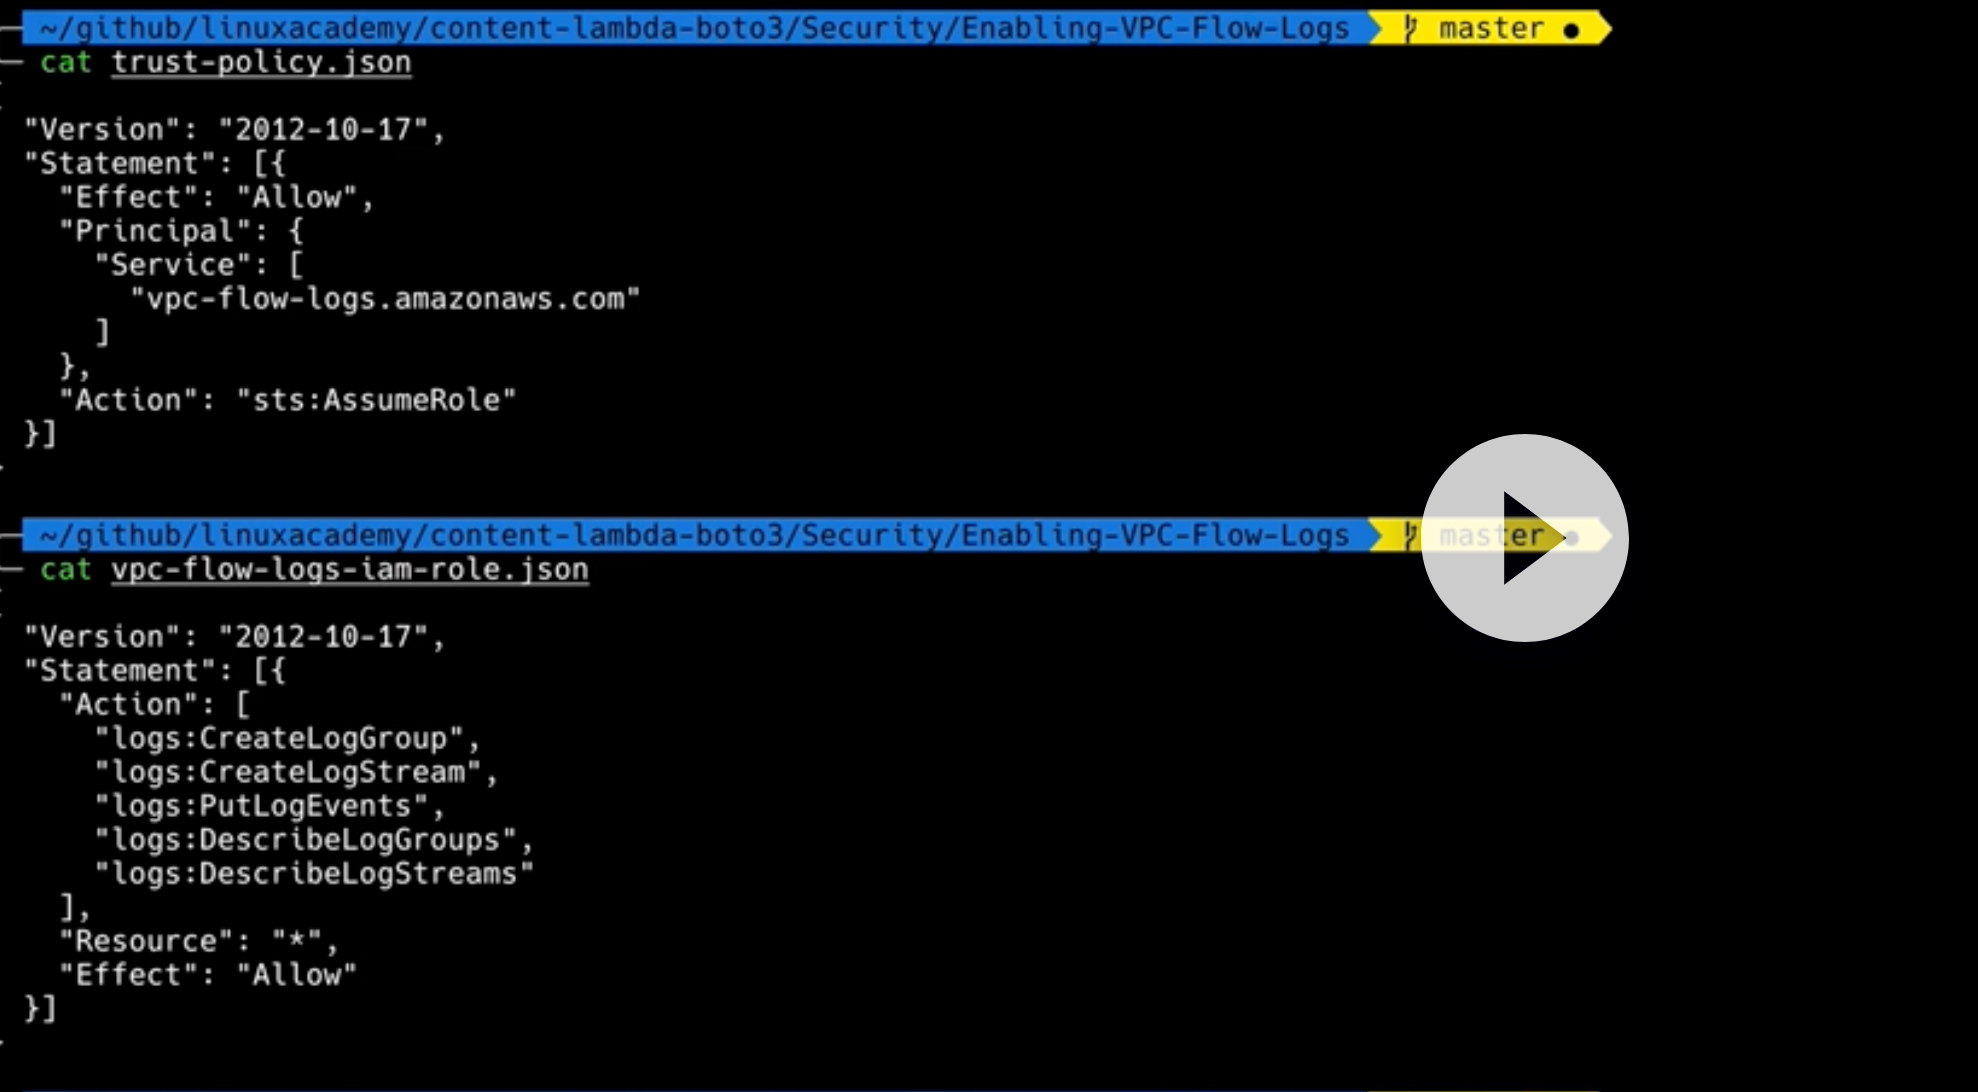 ~/github/linuxacademy/content-lambda-boto3/Security/Enabling-VPC-Flow-Logs master ●
cat trust-policy.json
"Version": "2012-10-17",
"Statement": [{
"Effect": "Allow",
"Principal": {
"Service": [
"vpc-flow-logs.amazonaws.com"
]
},
"Action": "sts:AssumeRole"
}]
~/github/linuxacademy/content-lambda-boto3/Security/Enabling-VPC-Flow-Logs master ●
cat vpc-flow-logs-iam-role.json
"Version": "2012-10-17",
"Statement": [{
"Action": [
"logs:CreateLogGroup",
"logs:CreateLogStream",
"logs:PutLogEvents",
"logs:DescribeLogGroups",
"logs:DescribeLogStreams"
],
"Resource": "*",
"Effect": "Allow"
}]